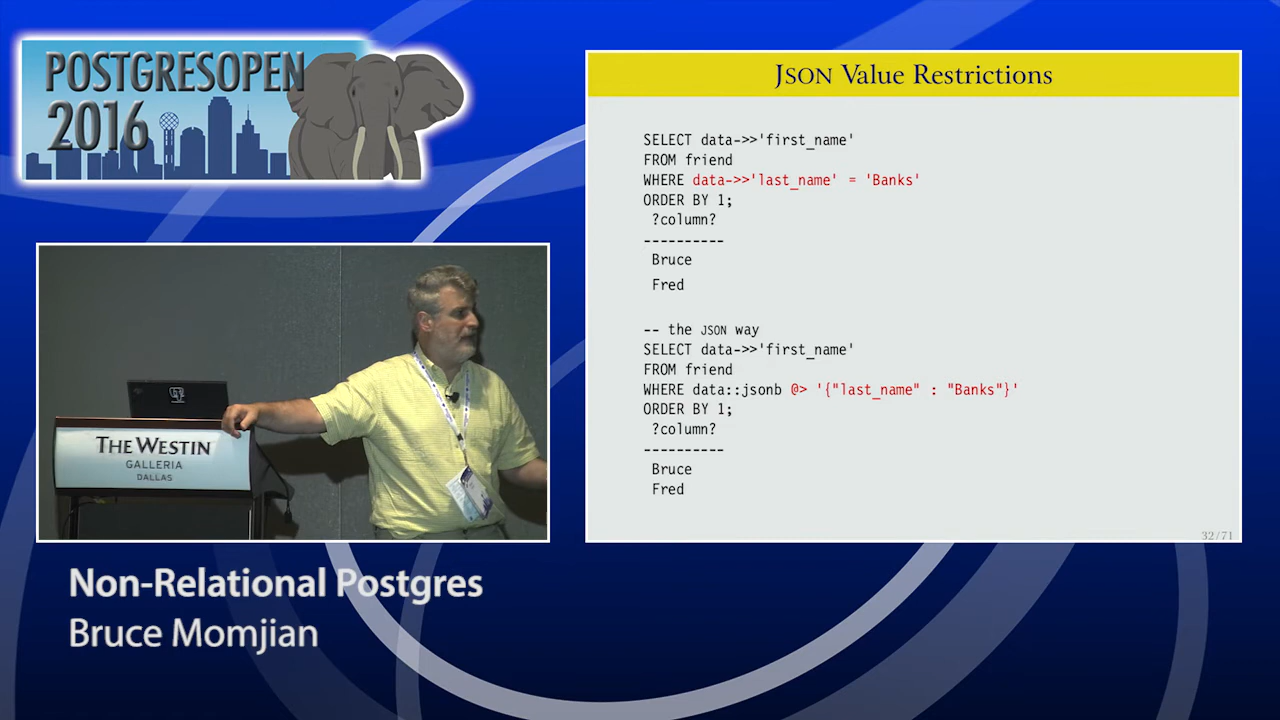 POSTGRESOPEN
2016
JSON Value Restrictions
SELECT data->>'first_name'
FROM friend
WHERE data->>'last_name' = 'Banks'
ORDER BY 1;
?column?
----------
Bruce
Fred
-- the JSON way
SELECT data->>'first_name'
FROM friend
WHERE data::jsonb @> '{"last_name" : "Banks"}'
ORDER BY 1;
?column?
----------
Bruce
Fred
32/71
THE WESTIN
GALLERIA
DALLAS
hp
Non-Relational Postgres
Bruce Momjian